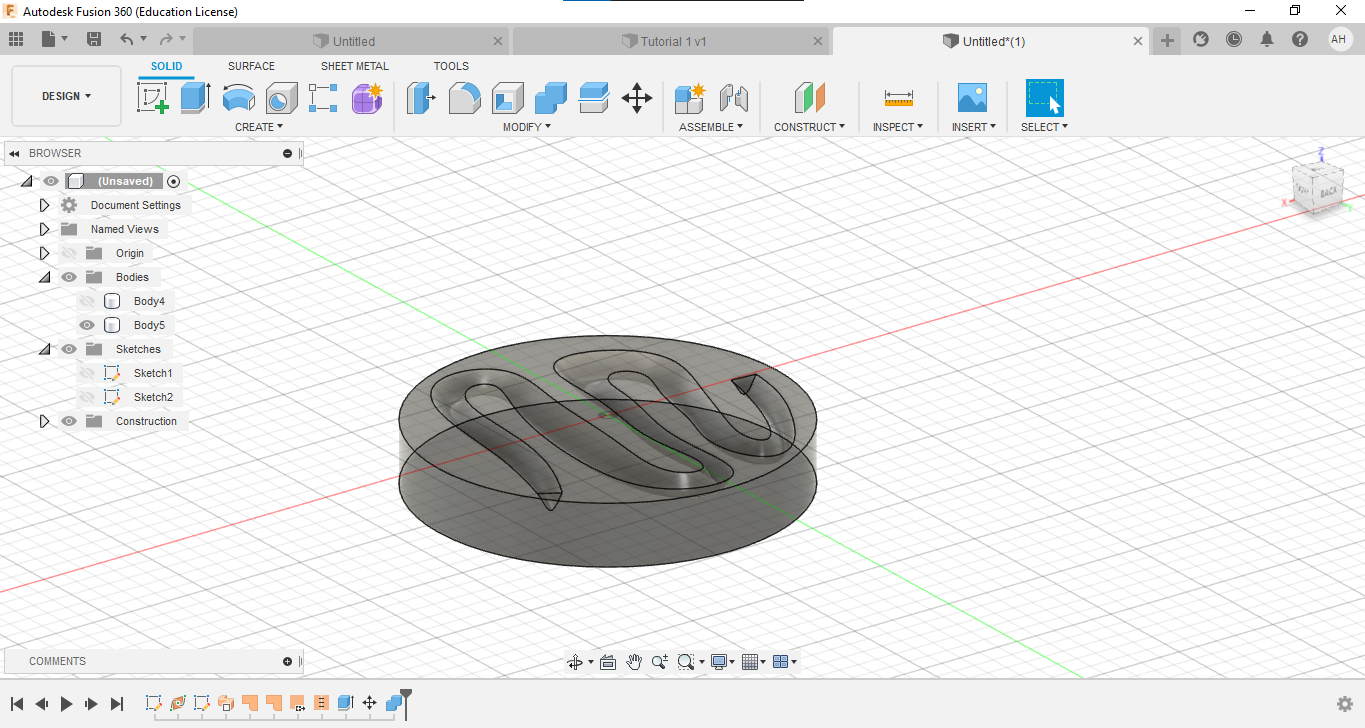 Autodesk Fusion 360 (Education License)
Untitled
Tutorial 1 v1
Untitled*(1)
AH
DESIGN
SOLID
SURFACE
SHEET METAL
TOOLS
CREATE
MODIFY
ASSEMBLE
CONSTRUCT
INSPECT
INSERT
SELECT
BROWSER
(Unsaved)
Document Settings
Named Views
Origin
Bodies
Body4
Body5
Sketches
Sketch1
Sketch2
Construction
Z
BACK
X
COMMENTS